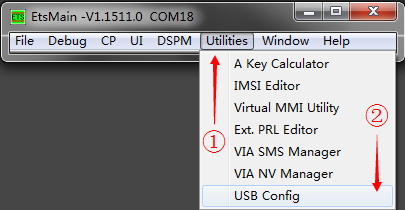 ETS EtsMain -V1.1511.0 COM18
File Debug CP UI DSPM Utilities Window Help
A Key Calculator
IMSI Editor
Virtual MMI Utility
Ext. PRL Editor
VIA SMS Manager
VIA NV Manager
USB Config
①
②